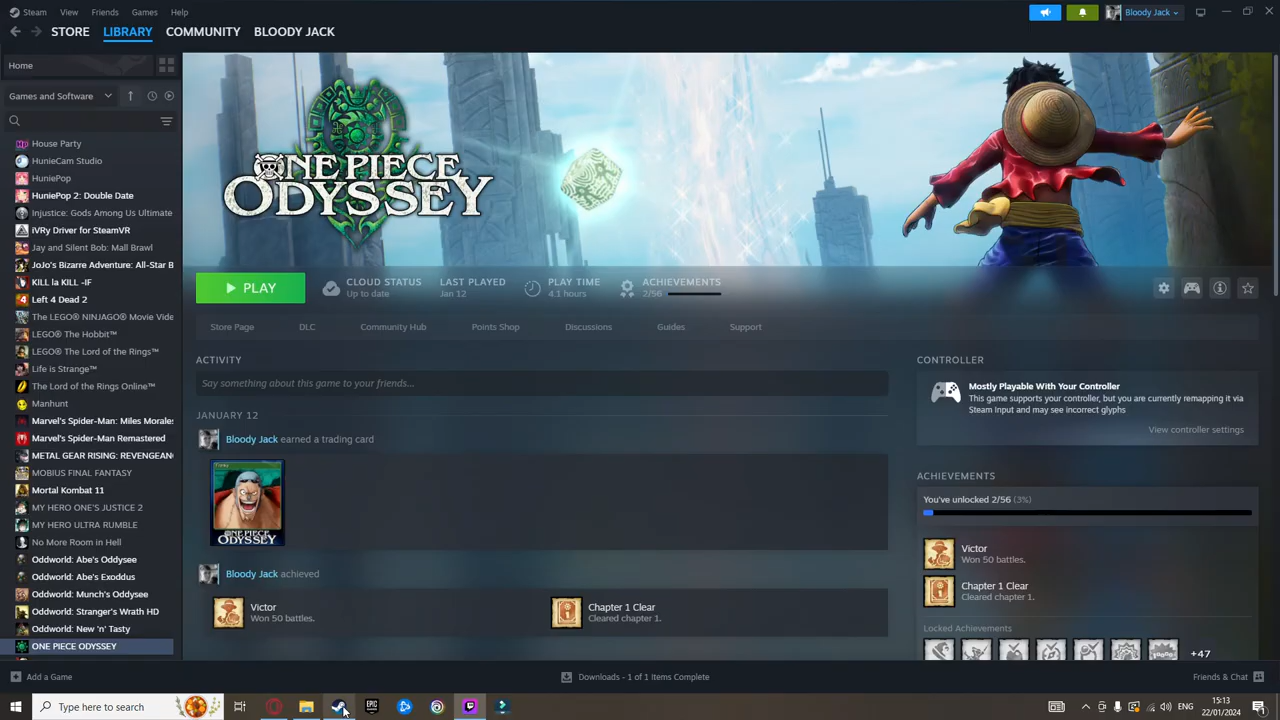 Steam View Friends Games Help
Bloody Jack
STORE LIBRARY COMMUNITY BLOODY JACK
Home
Games and Software
House Party
HunieCam Studio
HuniePop
HuniePop 2: Double Date
Injustice: Gods Among Us Ultimate
iVRy Driver for SteamVR
Jay and Silent Bob: Mall Brawl
JoJo's Bizarre Adventure: All-Star B
KILL la KILL -IF
Left 4 Dead 2
The LEGO® NINJAGO® Movie Vide
LEGO® The Hobbit™
LEGO® The Lord of the Rings™
Life is Strange™
The Lord of the Rings Online™
Manhunt
Marvel's Spider-Man: Miles Morales
Marvel's Spider-Man Remastered
METAL GEAR RISING: REVENGEAN
MOBIUS FINAL FANTASY
Mortal Kombat 11
MY HERO ONE'S JUSTICE 2
MY HERO ULTRA RUMBLE
No More Room in Hell
Oddworld: Abe's Oddysee
Oddworld: Abe's Exoddus
Oddworld: Munch's Oddysee
Oddworld: Stranger's Wrath HD
Oddworld: New 'n' Tasty
ONE PIECE ODYSSEY
ONE PIECE
ODYSSEY
PLAY
CLOUD STATUS
Up to date
LAST PLAYED
Jan 12
PLAY TIME
4.1 hours
ACHIEVEMENTS
2/56
Store Page DLC Community Hub Points Shop Discussions Guides Support
ACTIVITY
Say something about this game to your friends...
JANUARY 12
Bloody Jack earned a trading card
ONE PIECE
ODYSSEY
Bloody Jack achieved
Victor
Won 50 battles.
Chapter 1 Clear
Cleared chapter 1.
CONTROLLER
Mostly Playable With Your Controller
This game supports your controller, but you are currently remapping it via
Steam Input and may see incorrect glyphs
View controller settings
ACHIEVEMENTS
You've unlocked 2/56 (3%)
Victor
Won 50 battles.
Chapter 1 Clear
Cleared chapter 1.
Locked Achievements
+47
Add a Game
Downloads - 1 of 1 Items Complete
Friends & Chat
Type here to search
EPIC
15:13
22/01/2024